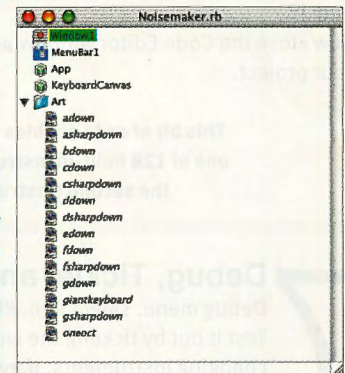 Noisemaker.rb
Window1
MenuBar1
App
KeyboardCanvas
Art
adown
asharpdown
bdown
cdown
csharpdown
ddown
dsharpdown
edown
fdown
fsharpdown
gdown
giantkeyboard
gsharpdown
oneoct